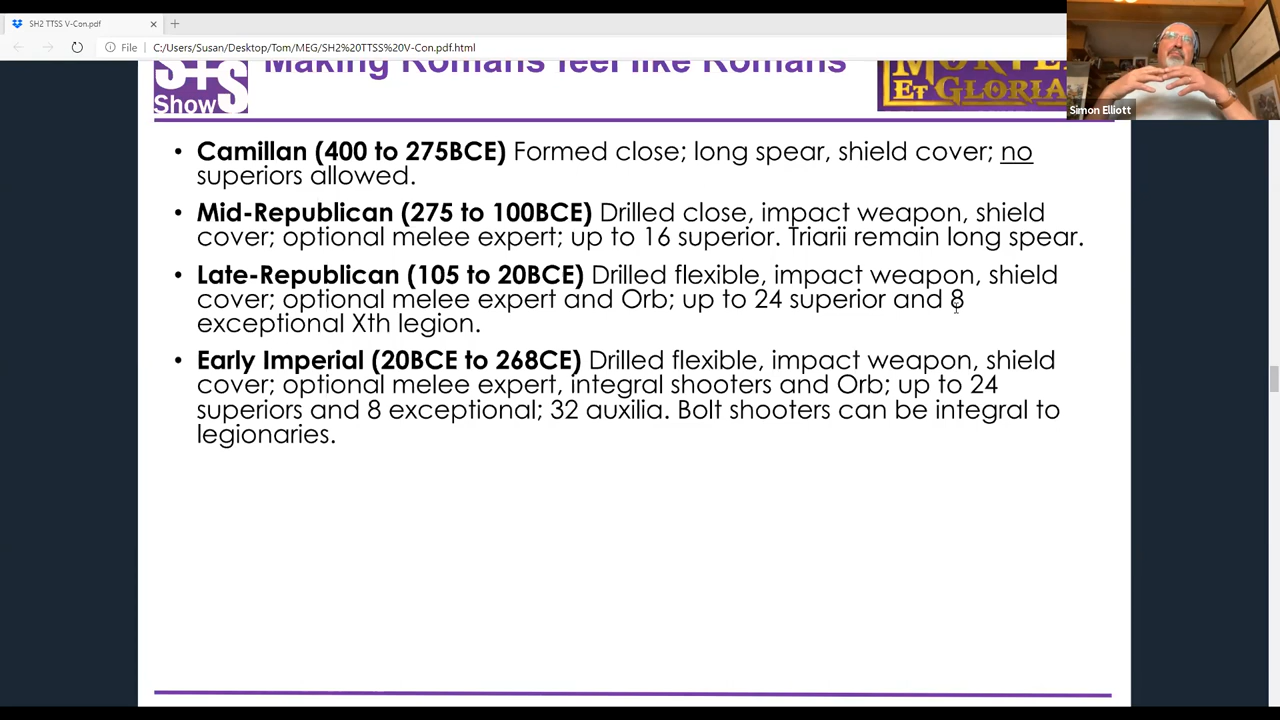 SH2 TTSS V-Con.pdf
File
C:/Users/Susan/Desktop/Tom/MEG/SH2%20TTSS%20V-Con.pdf.html
S+S
Show
Making Romans feel like Romans
MORTEM
ET GLORIA
Simon Elliott
• Camillan (400 to 275BCE) Formed close; long spear, shield cover; no
superiors allowed.
• Mid-Republican (275 to 100BCE) Drilled close, impact weapon, shield
cover; optional melee expert; up to 16 superior. Triarii remain long spear.
• Late-Republican (105 to 20BCE) Drilled flexible, impact weapon, shield
cover; optional melee expert and Orb; up to 24 superior and 8
exceptional Xth legion.
• Early Imperial (20BCE to 268CE) Drilled flexible, impact weapon, shield
cover; optional melee expert, integral shooters and Orb; up to 24
superiors and 8 exceptional; 32 auxilia. Bolt shooters can be integral to
legionaries.